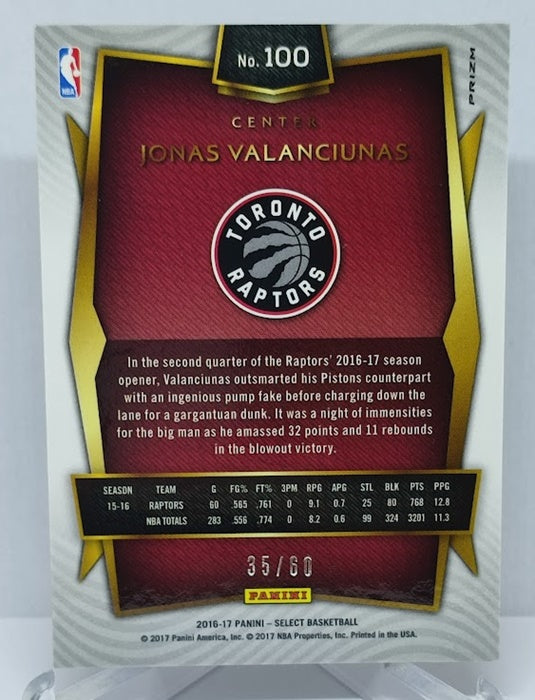 No. 100
NBA
PRIZM
CENTER
JONAS VALANCIUNAS
TORONTO
RAPTORS
In the second quarter of the Raptors' 2016-17 season
opener, Valanciunas outsmarted his Pistons counterpart
with an ingenious pump fake before charging down the
lane for a gargantuan dunk. It was a night of immensities
for the big man as he amassed 32 points and 11 rebounds
in the blowout victory.
SEASON TEAM G FG% FT% 3PM RPG APG STL BLK PTS PPG
15-16 RAPTORS 60 .565 .761 0 9.1 0.7 25 80 768 12.8
NBA TOTALS 283 .556 .774 0 8.2 0.6 99 324 3201 11.3
35/60
PANINI
2016-17 PANINI – SELECT BASKETBALL
© 2017 Panini America, Inc. © 2017 NBA Properties, Inc. Printed in the USA.